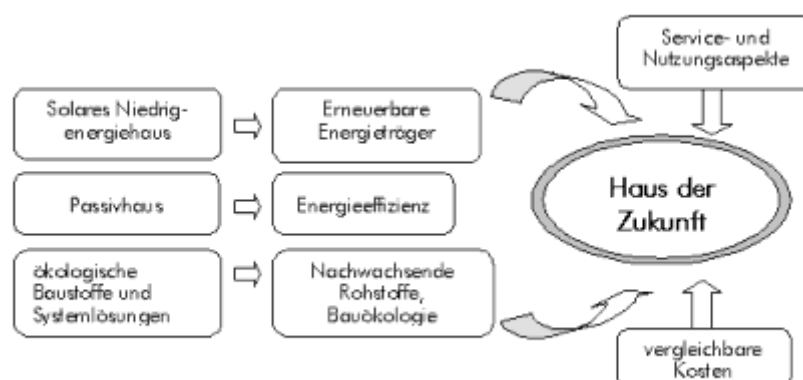 Service- und
Nutzungsaspekte
Solares Niedrig-
energiehaus
Erneuerbare
Energieträger
Passivhaus
Energieeffizienz
Haus der
Zukunft
ökologische
Baustoffe und
Systemlösungen
Nachwachsende
Rohstoffe,
Bauökologie
vergleichbare
Kosten